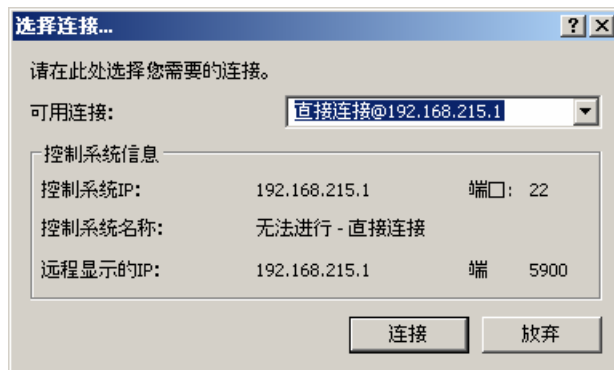 选择连接...
请在此处选择您需要的连接。
可用连接: 直接连接@192.168.215.1
控制系统信息
控制系统IP: 192.168.215.1 端口: 22
控制系统名称: 无法进行 - 直接连接
远程显示的IP: 192.168.215.1 端 5900
连接 放弃